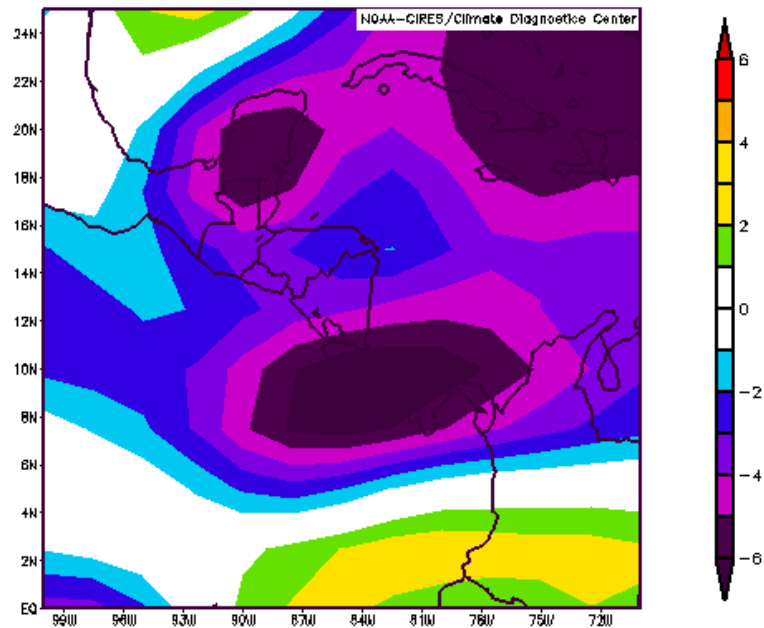 NOAA-CIRES/Climate Diagnostics Center
24N
22N
20N
18N
16N
14N
12N
10N
8N
6N
4N
2N
EQ
99W 96W 93W 90W 87W 84W 81W 78W 75W 72W
6
4
2
0
-2
-4
-6